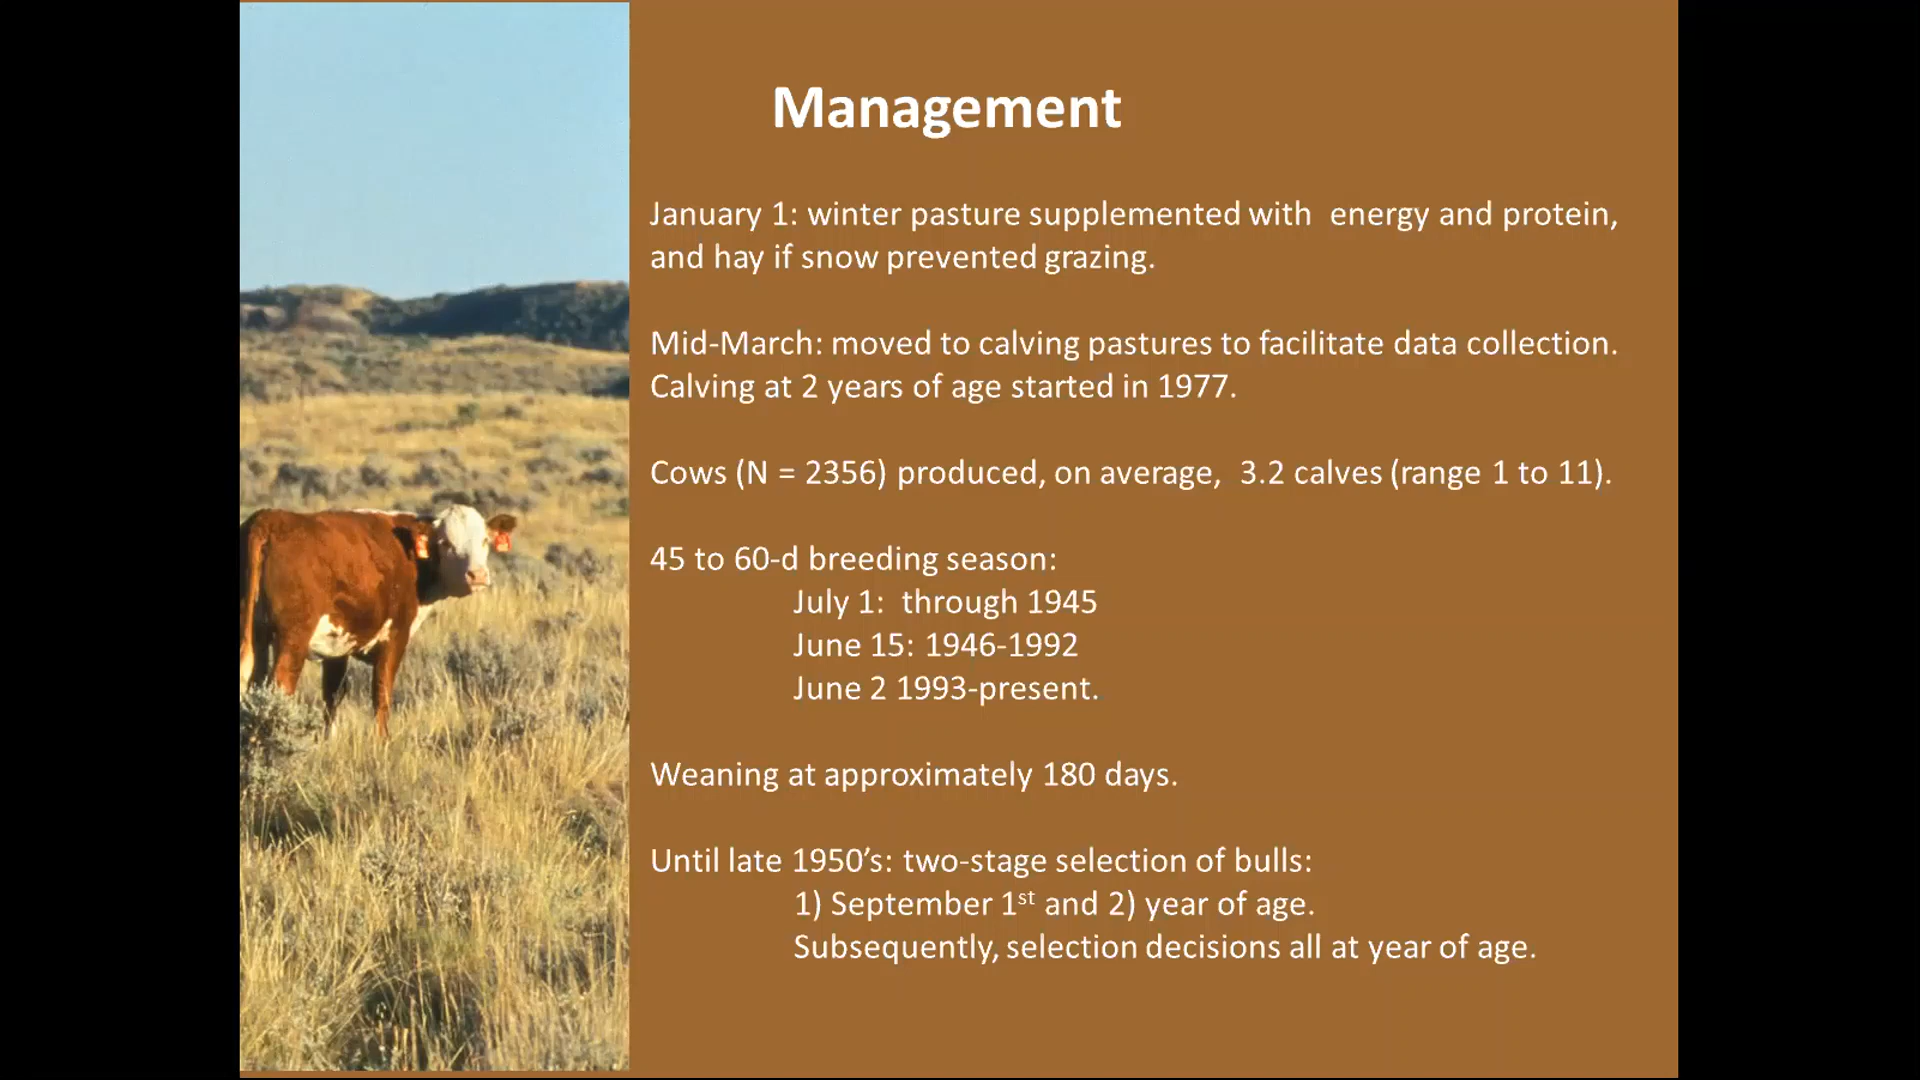 Management
January 1: winter pasture supplemented with energy and protein,
and hay if snow prevented grazing.
Mid-March: moved to calving pastures to facilitate data collection.
Calving at 2 years of age started in 1977.
Cows (N = 2356) produced, on average, 3.2 calves (range 1 to 11).
45 to 60-d breeding season:
July 1: through 1945
June 15: 1946-1992
June 2 1993-present.
Weaning at approximately 180 days.
Until late 1950’s: two-stage selection of bulls:
1) September 1st and 2) year of age.
Subsequently, selection decisions all at year of age.